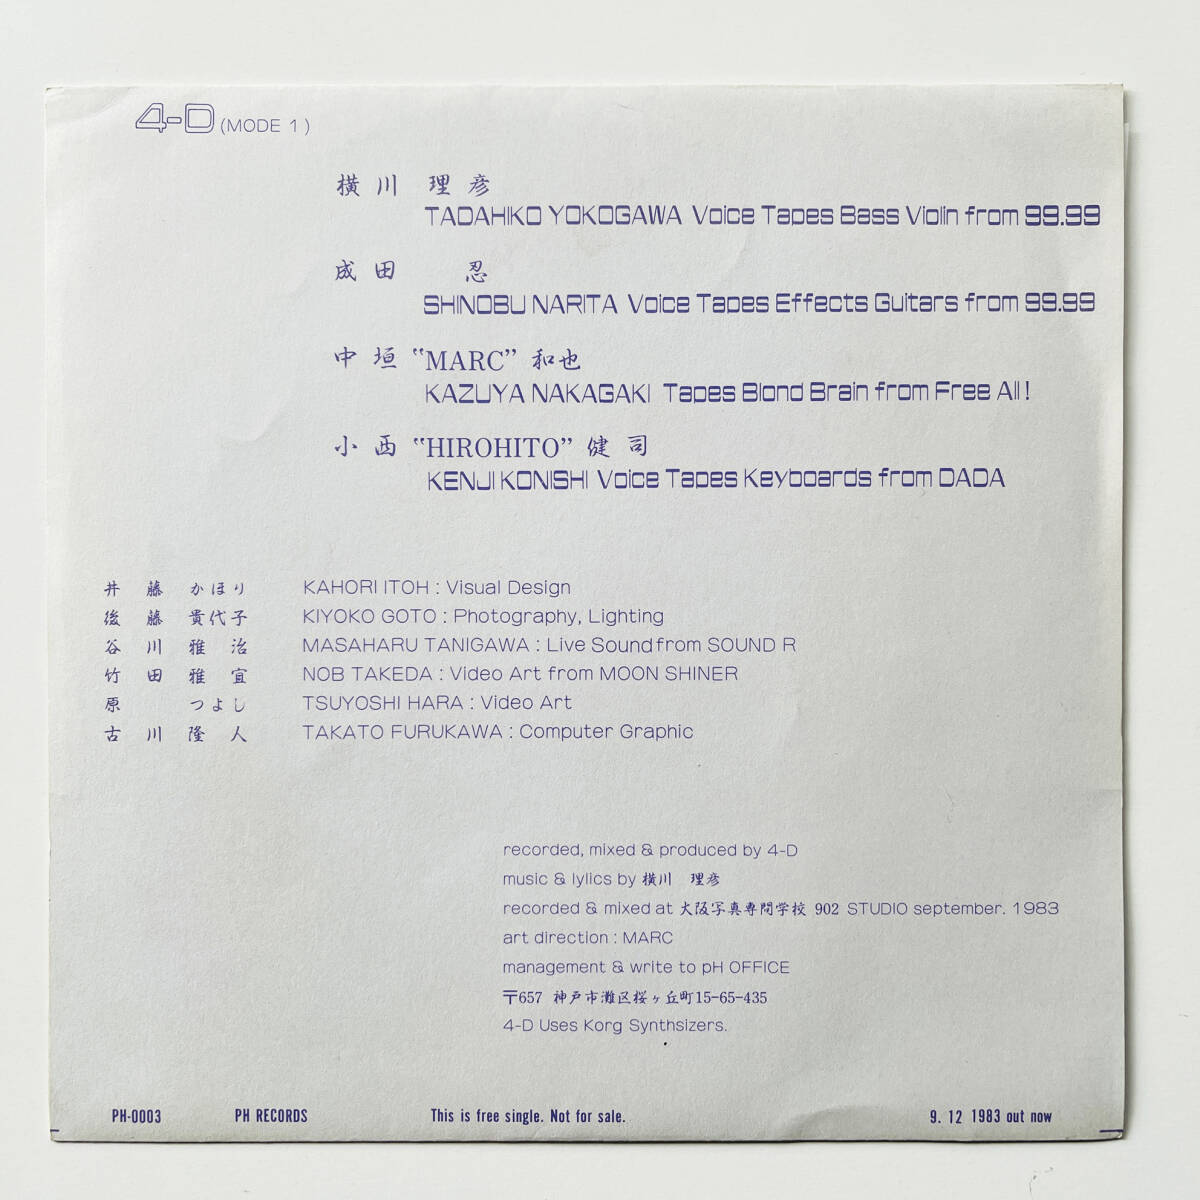 4-D (MODE 1)
横川 理彦
TADAHIKO YOKOGAWA Voice Tapes Bass Violin from 99.99
成田 忍
SHINOBU NARITA Voice Tapes Effects Guitars from 99.99
中垣 "MARC" 和也
KAZUYA NAKAGAKI Tapes Blond Brain from Free All!
小西 "HIROHITO" 健司
KENJI KONISHI Voice Tapes Keyboards from DADA
井藤 かほり KAHORI ITOH : Visual Design
後藤 貴代子 KIYOKO GOTO : Photography, Lighting
谷川 雅治 MASAHARU TANIGAWA : Live Sound from SOUND R
竹田 雅宜 NOB TAKEDA : Video Art from MOON SHINER
原 つよし TSUYOSHI HARA : Video Art
古川 隆人 TAKATO FURUKAWA : Computer Graphic
recorded, mixed & produced by 4-D
music & lylics by 横川 理彦
recorded & mixed at 大阪写真専問学校 902 STUDIO september. 1983
art direction : MARC
management & write to pH OFFICE
〒657 神戸市灘区桜ヶ丘町15-65-435
4-D Uses Korg Synthsizers.
PH-0003 PH RECORDS This is free single. Not for sale. 9. 12 1983 out now